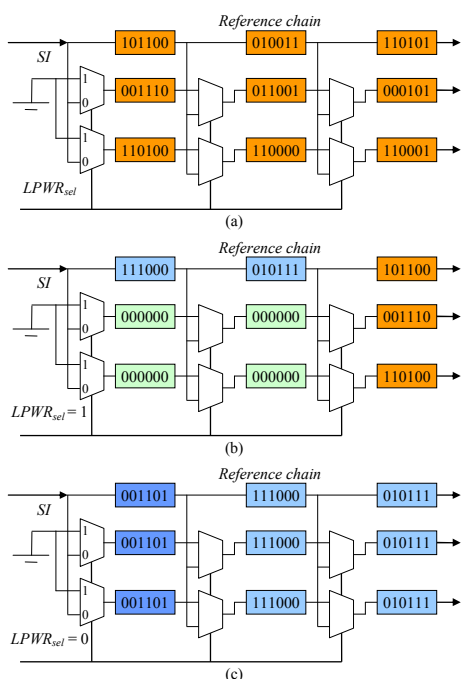 Reference chain
101100 010011 110101
SI
1 001110 011001 000101
0
1 110100 110000 110001
0
LPWRsel
(a)
Reference chain
111000 010111 101100
SI
1 000000 000000 001110
0
1 000000 000000 110100
0
LPWRsel = 1
(b)
Reference chain
001101 111000 010111
SI
1 001101 111000 010111
0
1 001101 111000 010111
0
LPWRsel = 0
(c)